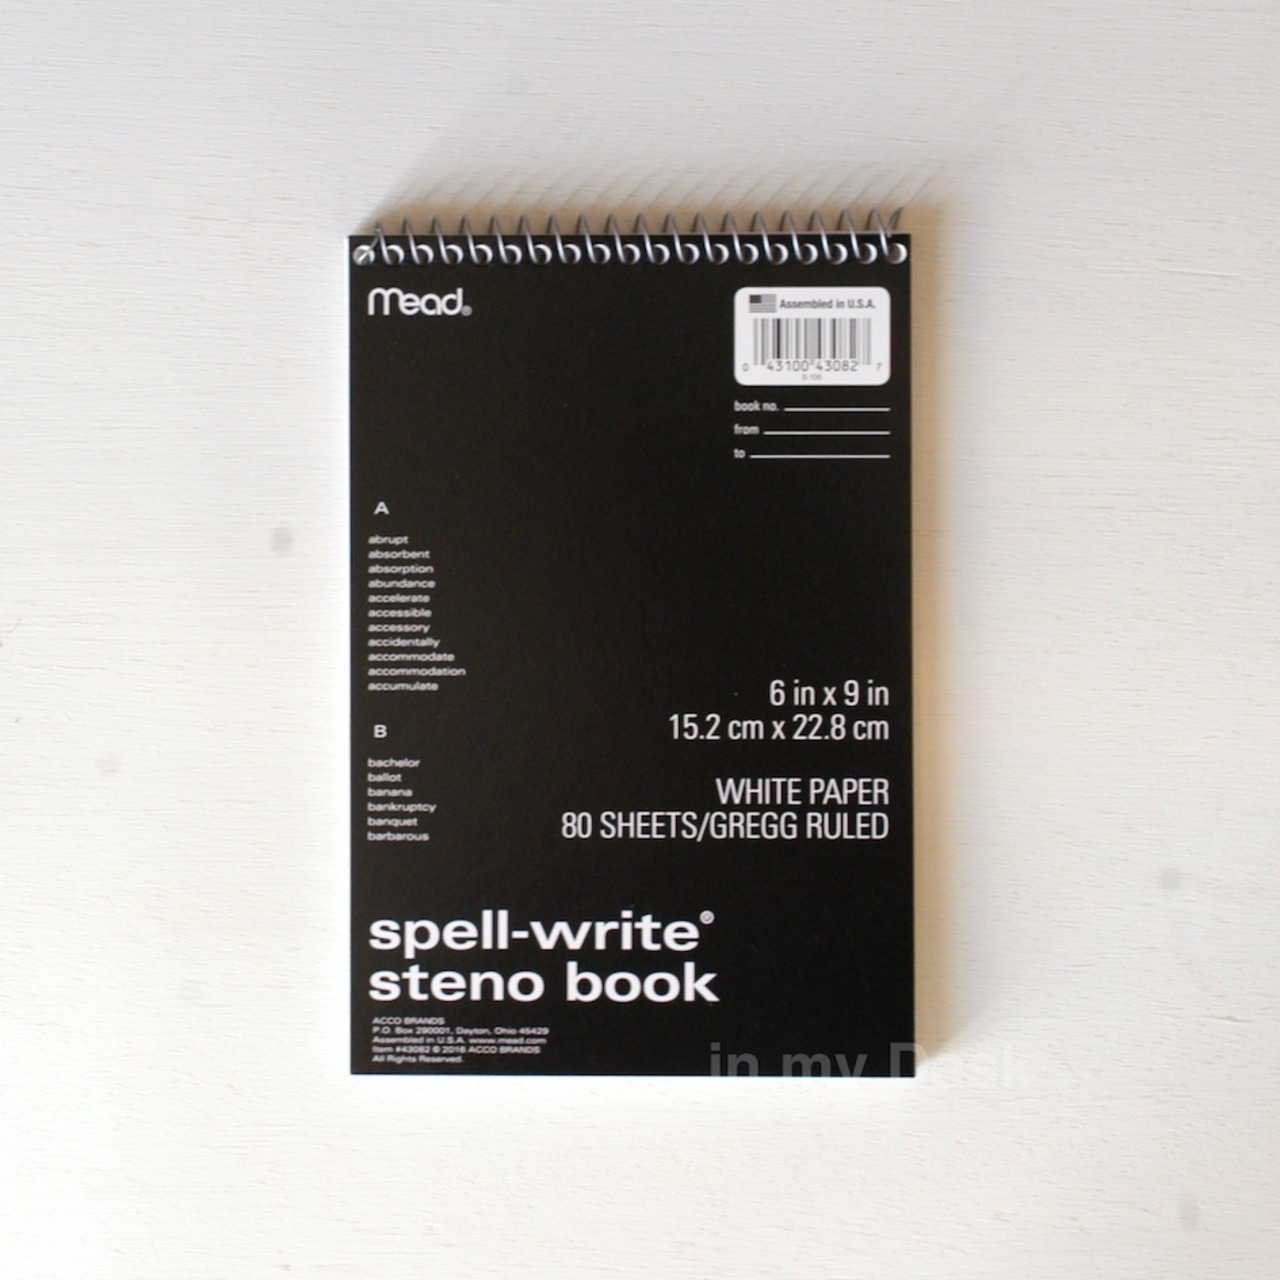 Mead®
Assembled in U.S.A.
0 43100 43082 7
book no.
from
to
A
abrupt
absorbent
absorption
abundance
accelerate
accessible
accessory
accidentally
accommodate
accommodation
accumulate
6 in x 9 in
15.2 cm x 22.8 cm
B
bachelor
ballot
banana
bankruptcy
banquet
barbarous
WHITE PAPER
80 SHEETS/GREGG RULED
spell-write®
steno book
ACCO BRANDS
P.O. Box 290001, Dayton, Ohio 45429
Assembled in U.S.A. www.mead.com
Item #43082 © 2016 ACCO BRANDS
All Rights Reserved.
in my Desk